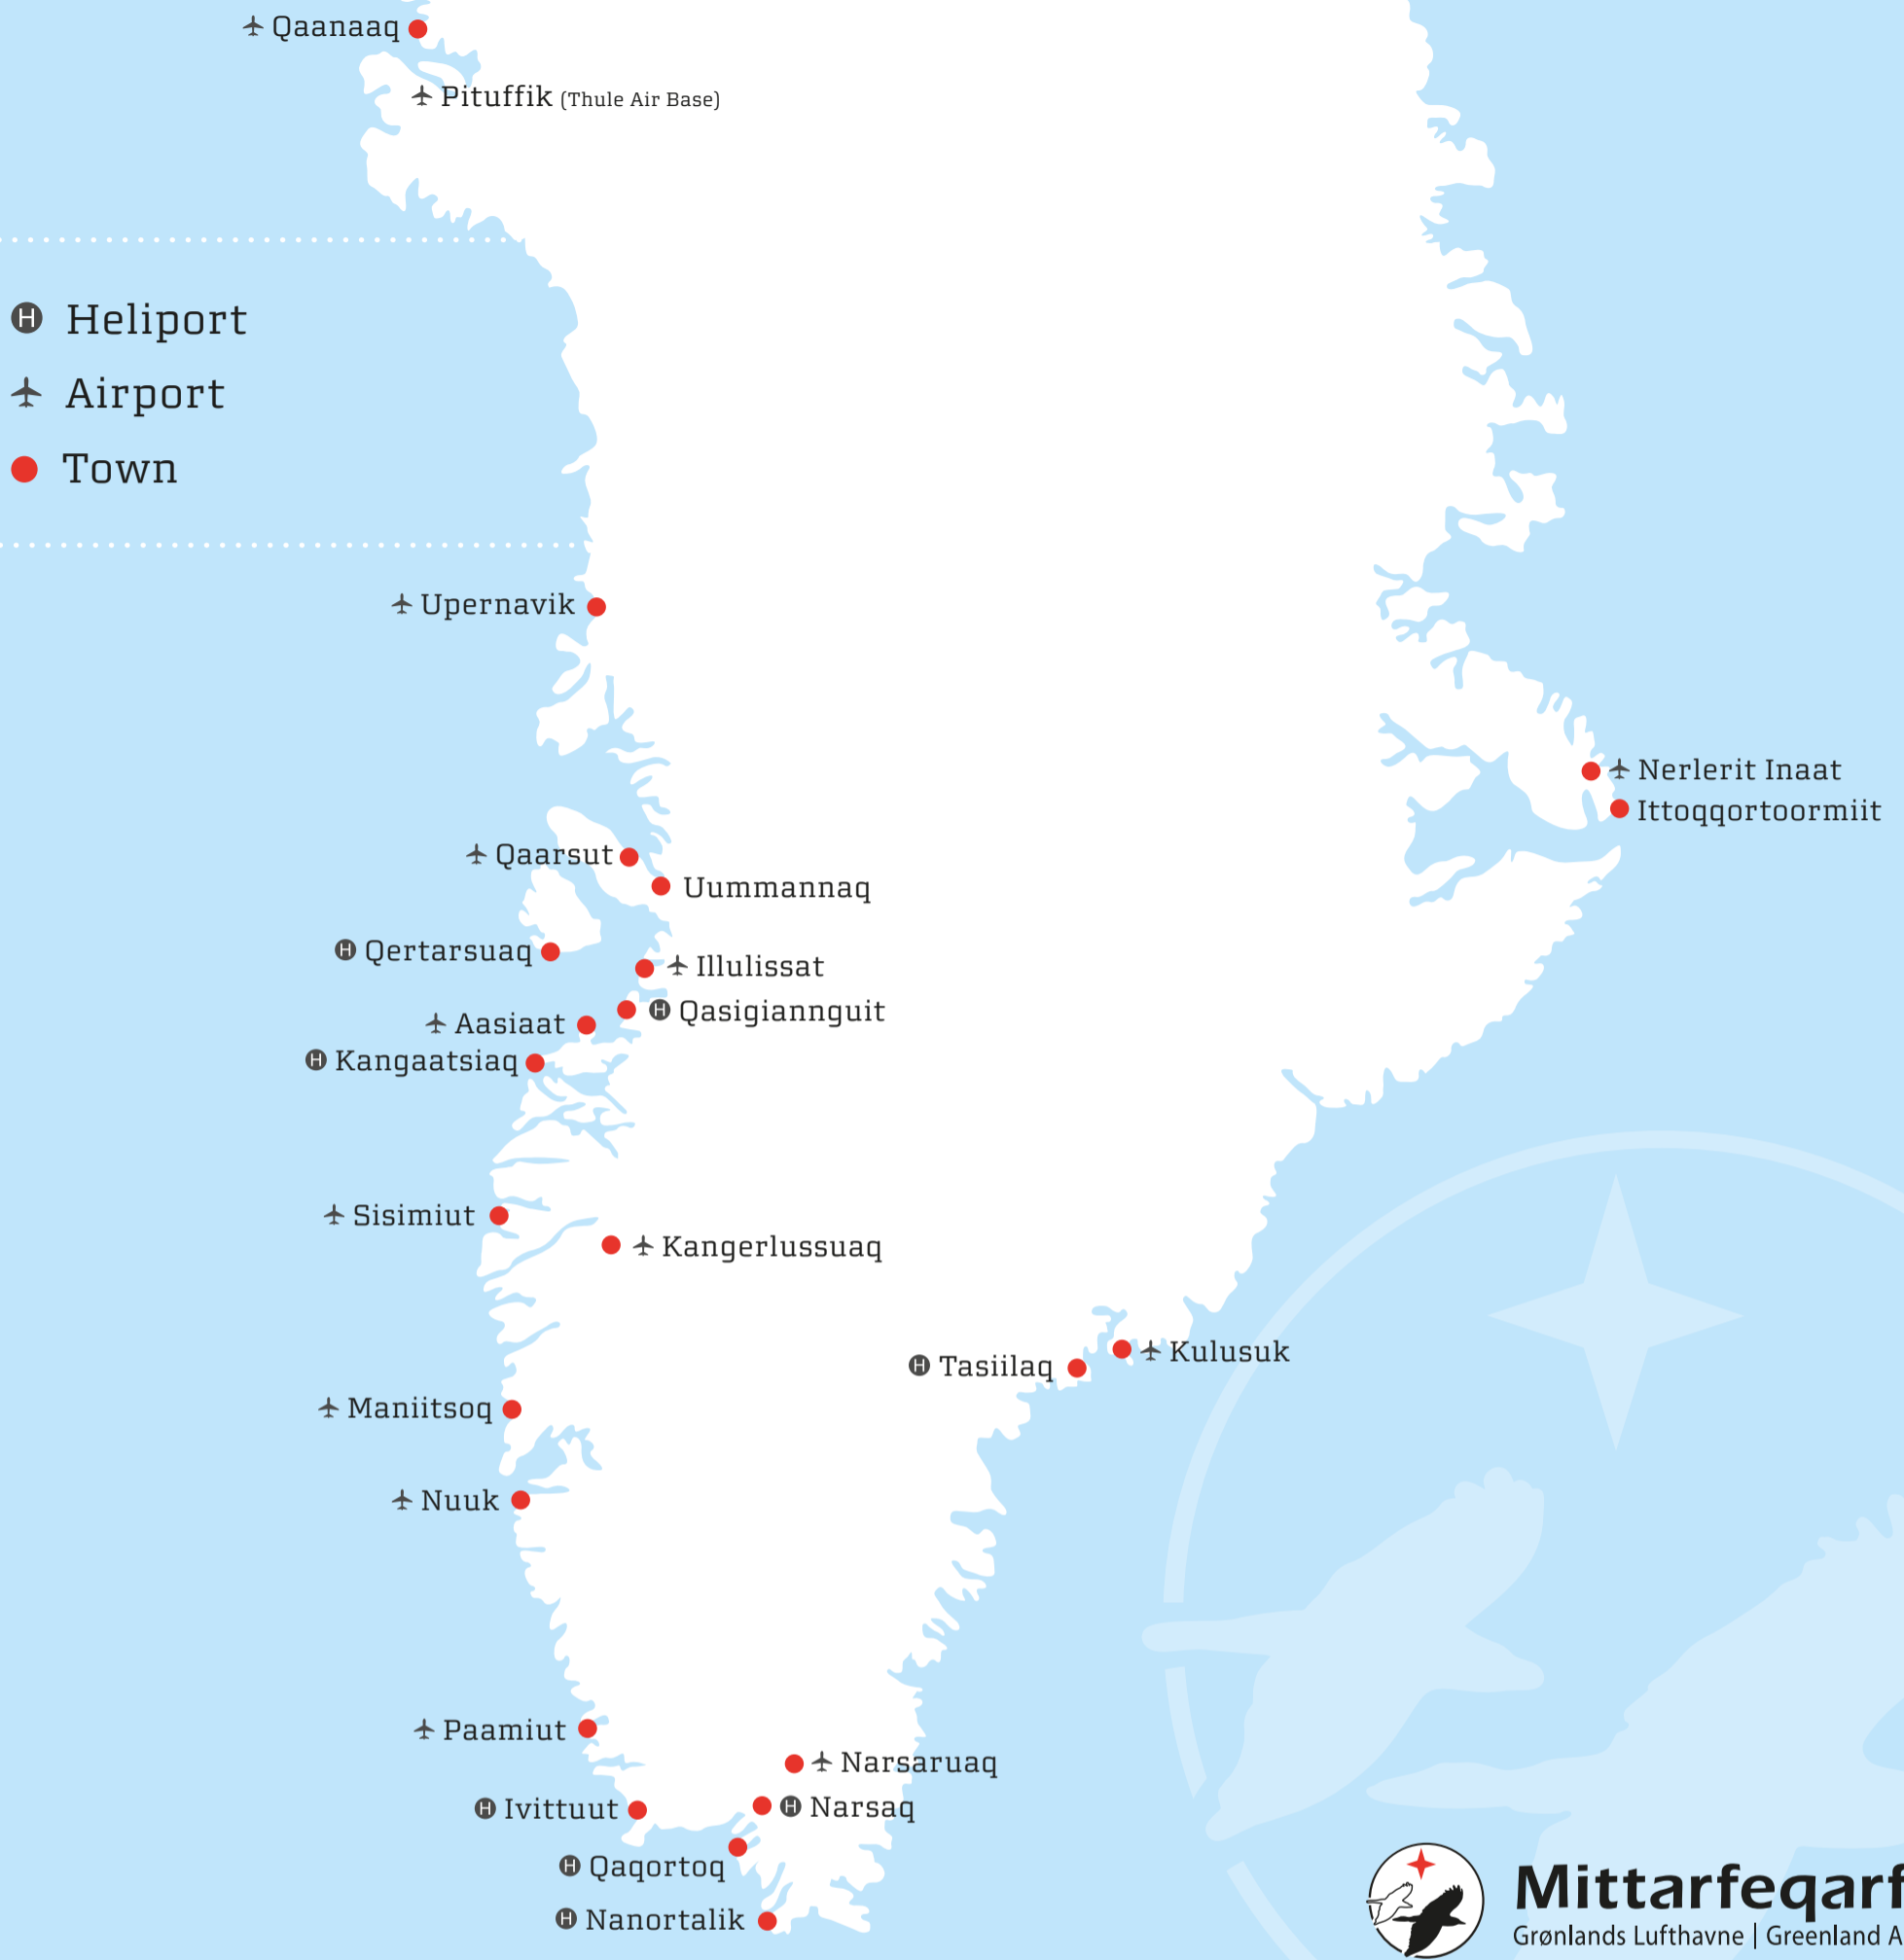 Qaanaaq
Pituffik (Thule Air Base)
H Heliport
Airport
Town
Upernavik
Nerlerit Inaat
Ittoqqortoormiit
Qaarsut
Uummannaq
H Qertarsuaq
Illulissat
H Qasigiannguit
Aasiaat
H Kangaatsiaq
Sisimiut
Kangerlussuaq
Kulusuk
H Tasiilaq
Maniitsoq
Nuuk
Paamiut
Narsaruaq
H Narsaq
H Ivittuut
H Qaqortoq
H Nanortalik
Mittarfeqarf
Grønlands Lufthavne | Greenland A